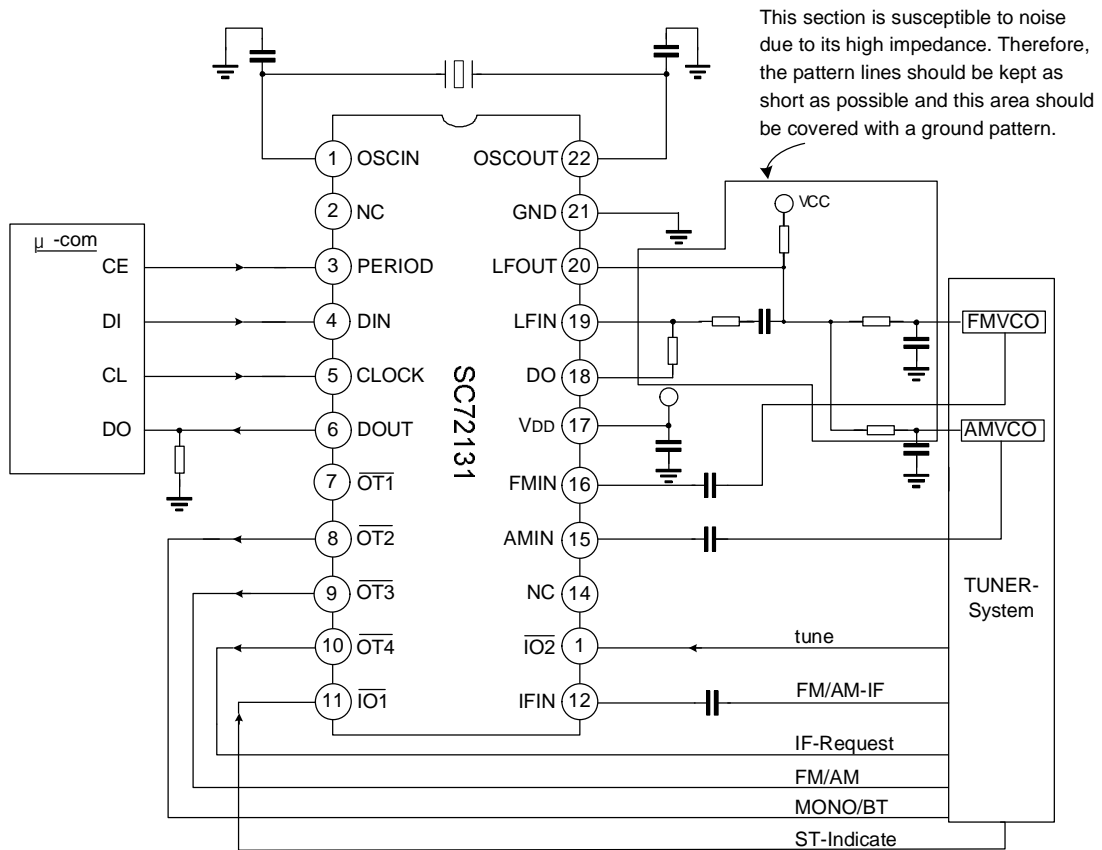 This section is susceptible to noise
due to its high impedance. Therefore,
the pattern lines should be kept as
short as possible and this area should
be covered with a ground pattern.
1 OSCIN OSCOUT 22
2 NC GND 21
VCC
μ -com
CE 3 PERIOD LFOUT 20
DI 4 DIN LFIN 19 FMVCO
CL 5 CLOCK DO 18
SC72131
DO 6 DOUT VDD 17 AMVCO
7 OT1 FMIN 16
8 OT2 AMIN 15
9 OT3 NC 14
TUNER-
System
10 OT4 IO2 1 tune
11 IO1 IFIN 12 FM/AM-IF
IF-Request
FM/AM
MONO/BT
ST-Indicate